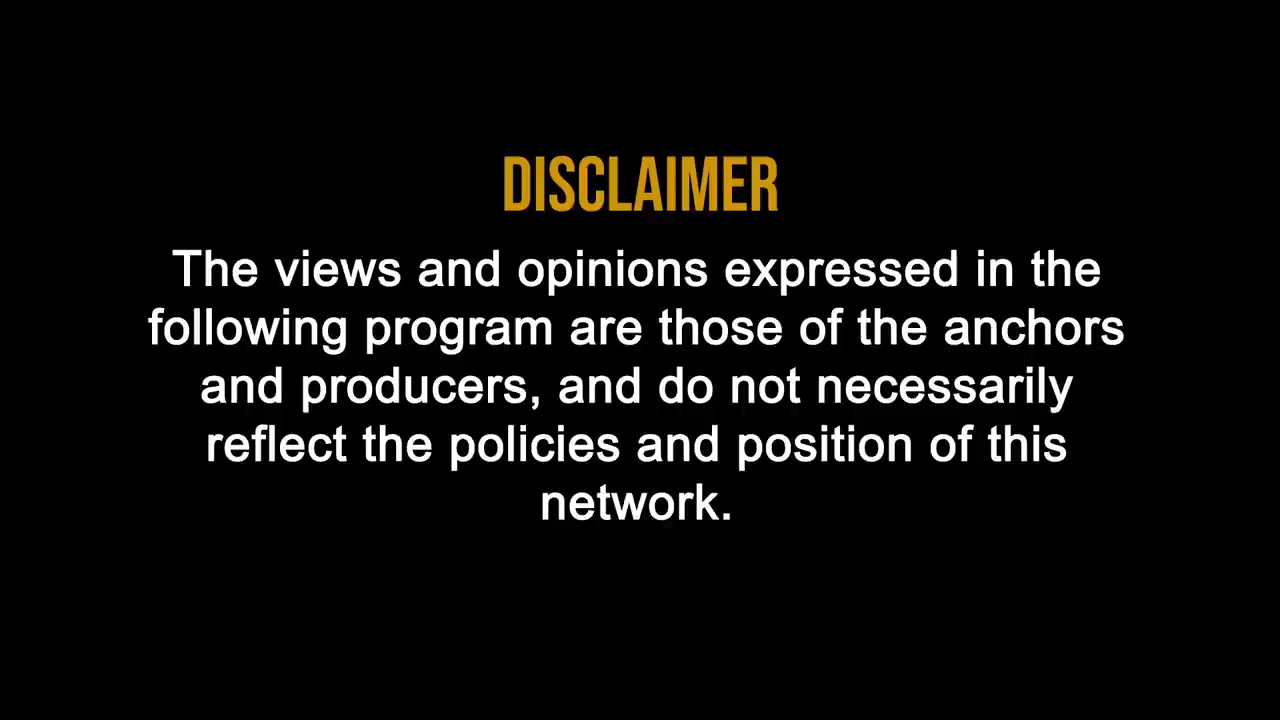 DISCLAIMER
The views and opinions expressed in the
following program are those of the anchors
and producers, and do not necessarily
reflect the policies and position of this
network.